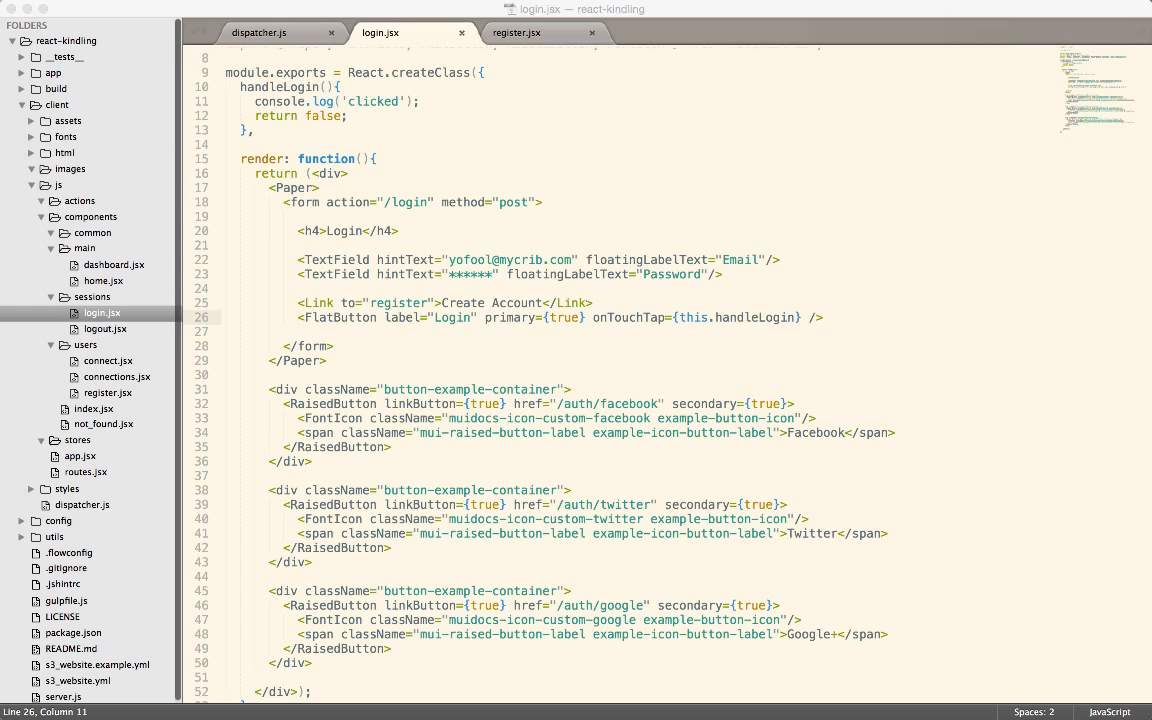 login.jsx — react-kindling
FOLDERS
react-kindling
__tests__
app
build
client
assets
fonts
html
images
js
actions
components
common
main
dashboard.jsx
home.jsx
sessions
login.jsx
logout.jsx
users
connect.jsx
connections.jsx
register.jsx
index.jsx
not_found.jsx
stores
app.jsx
routes.jsx
styles
dispatcher.js
config
utils
.flowconfig
.gitignore
.jshintrc
gulpfile.js
LICENSE
package.json
README.md
s3_website.example.yml
s3_website.yml
server.js
dispatcher.js × login.jsx × register.jsx ×
8
9 module.exports = React.createClass({
10 handleLogin(){
11 console.log('clicked');
12 return false;
13 },
14
15 render: function(){
16 return (<div>
17 <Paper>
18 <form action="/login" method="post">
19
20 <h4>Login</h4>
21
22 <TextField hintText="yofool@mycrib.com" floatingLabelText="Email"/>
23 <TextField hintText="******" floatingLabelText="Password"/>
24
25 <Link to="register">Create Account</Link>
26 <FlatButton label="Login" primary={true} onTouchTap={this.handleLogin} />
27
28 </form>
29 </Paper>
30
31 <div className="button-example-container">
32 <RaisedButton linkButton={true} href="/auth/facebook" secondary={true}>
33 <FontIcon className="muidocs-icon-custom-facebook example-button-icon"/>
34 <span className="mui-raised-button-label example-icon-button-label">Facebook</span>
35 </RaisedButton>
36 </div>
37
38 <div className="button-example-container">
39 <RaisedButton linkButton={true} href="/auth/twitter" secondary={true}>
40 <FontIcon className="muidocs-icon-custom-twitter example-button-icon"/>
41 <span className="mui-raised-button-label example-icon-button-label">Twitter</span>
42 </RaisedButton>
43 </div>
44
45 <div className="button-example-container">
46 <RaisedButton linkButton={true} href="/auth/google" secondary={true}>
47 <FontIcon className="muidocs-icon-custom-google example-button-icon"/>
48 <span className="mui-raised-button-label example-icon-button-label">Google+</span>
49 </RaisedButton>
50 </div>
51
52 </div>);
Line 26, Column 11 Spaces: 2 JavaScript